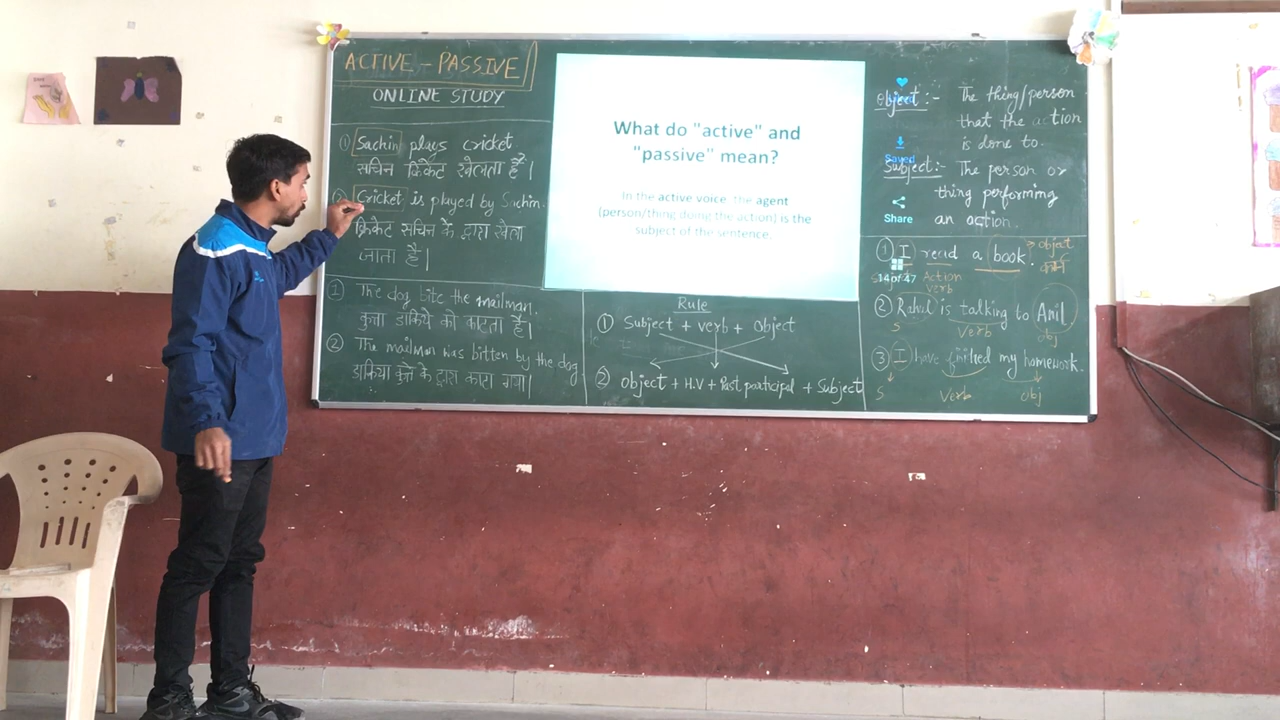 ACTIVE - PASSIVE
ONLINE STUDY
① Sachin plays cricket
सचिन क्रिकेट खेलता है।
② Cricket is played by Sachin.
क्रिकेट सचिन के द्वारा खेला
जाता है।
① The dog bite the mailman.
कुत्ता डाकिये को काटता है।
② The mailman was bitten by the dog
डाकिया कुत्ते के द्वारा काटा गया।
What do "active" and
"passive" mean?
In the active voice, the agent
(person/thing doing the action) is the
subject of the sentence.
Rule
① Subject + verb + object
② object + H.V + Past participal + Subject
Object :- The thing/person
that the action
is done to.
Saved
Subject:- The person or
thing performing
an action.
Share
① I read a book. object
कर्म
14 of 47
Action
Verb
② Rahul is talking to Anil
S Verb obj
③ I have finished my homework.
S Verb obj